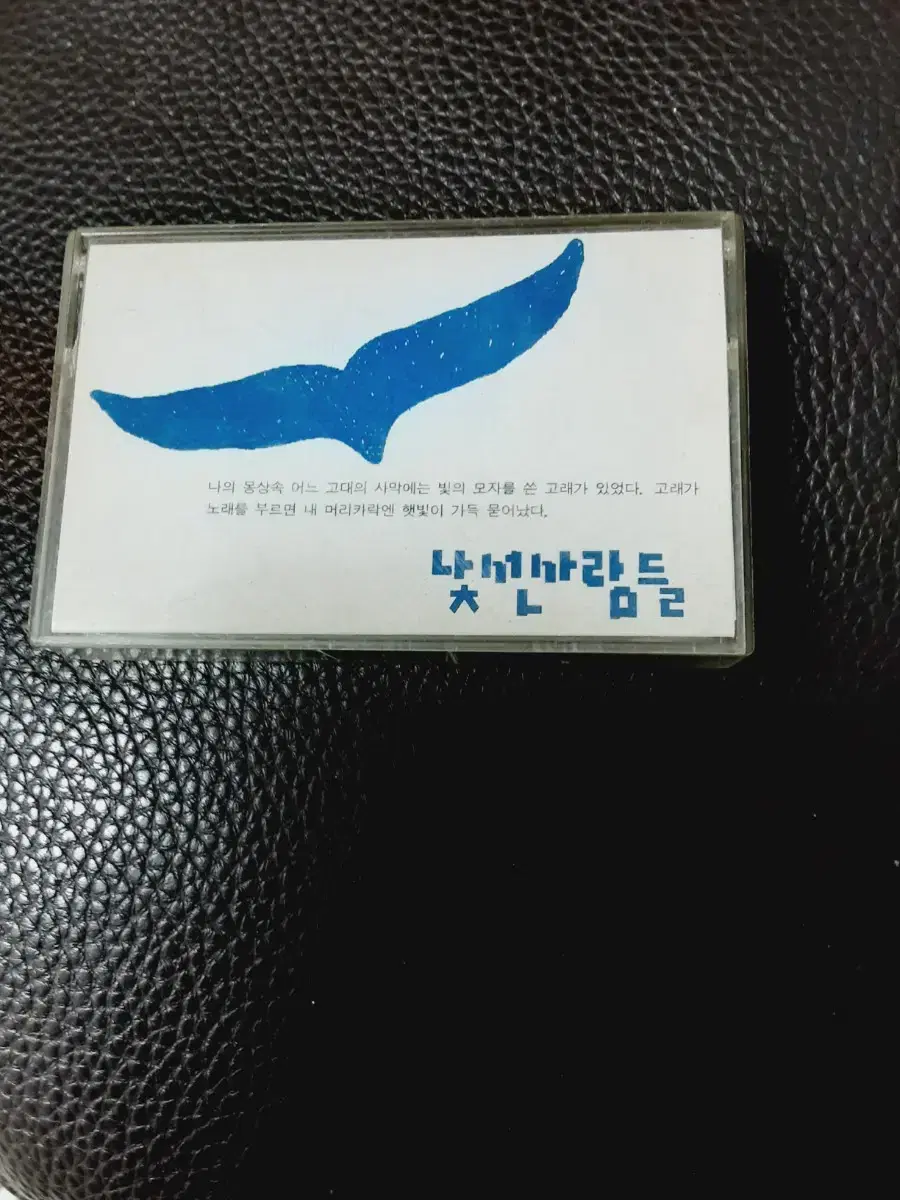 나의 몽상속 어느 고대의 사막에는 빛의 모자를 쓴 고래가 있었다. 고래가
노래를 부르면 내 머리카락엔 햇빛이 가득 묻어났다.
낯선사람들